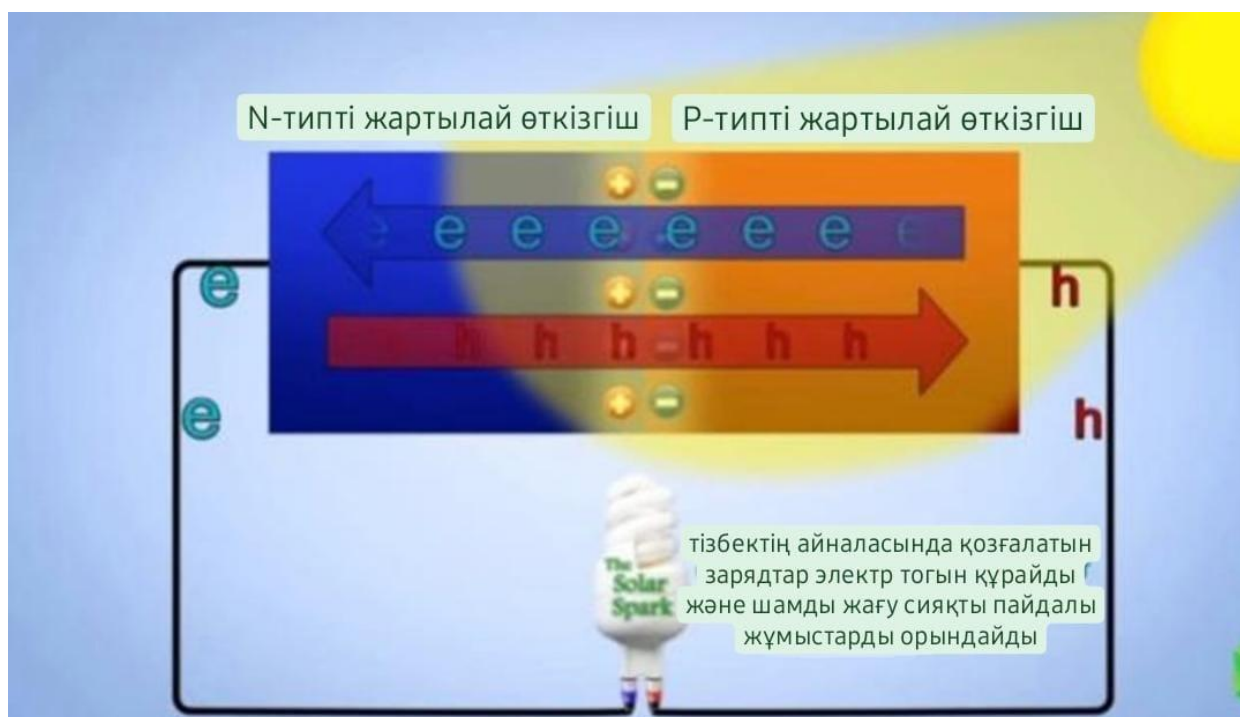 N-типті жартылай өткізгіш
P-типті жартылай өткізгіш
e e e e e e e e
e h
h h h h h h
e h
The
Solar
Spark
тізбектің айналасында қозғалатын
зарядтар электр тогын құрайды
және шамды жағу сияқты пайдалы
жұмыстарды орындайды